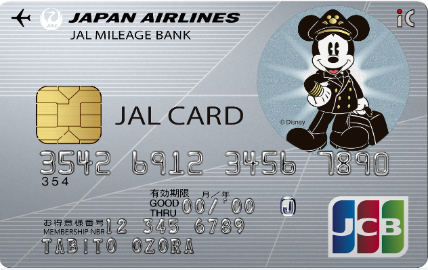 JAPAN AIRLINES
iC
JAL MILEAGE BANK
© Disney
JAL CARD
3542 6912 3456 7890
354
有効期限 月/年
GOOD THRU 00/00 J
お得意様番号
MEMBERSHIP NBR 12 345 6789
TABITO OZORA
JCB